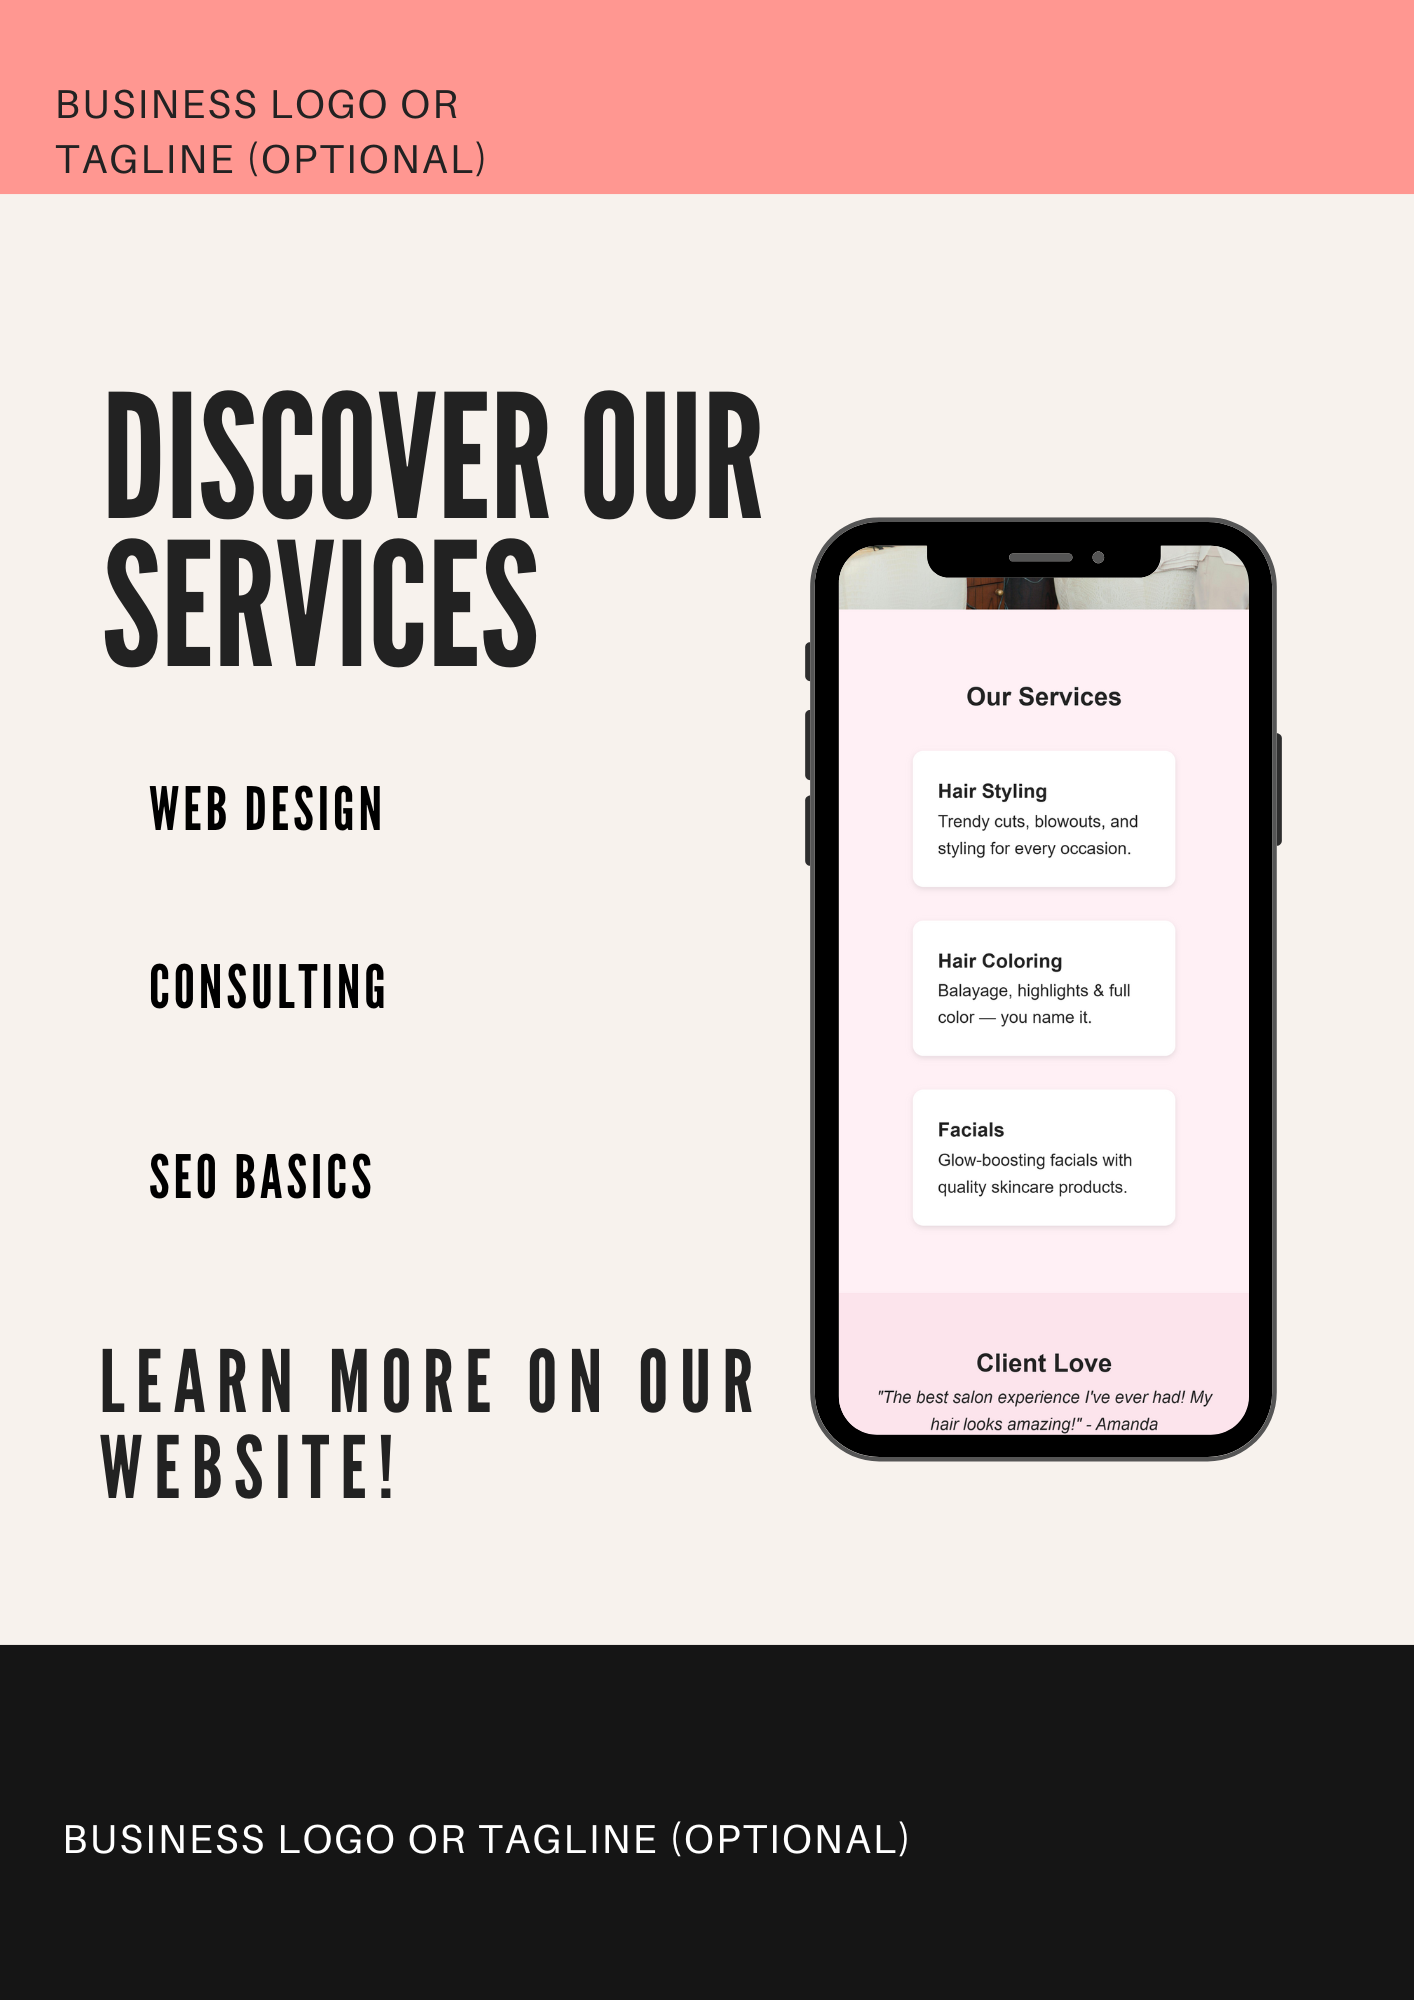 BUSINESS LOGO OR
TAGLINE (OPTIONAL)
DISCOVER OUR
SERVICES
WEB DESIGN
CONSULTING
SEO BASICS
LEARN MORE ON OUR
WEBSITE!
Our Services
Hair Styling
Trendy cuts, blowouts, and
styling for every occasion.
Hair Coloring
Balayage, highlights & full
color — you name it.
Facials
Glow-boosting facials with
quality skincare products.
Client Love
"The best salon experience I've ever had! My
hair looks amazing!" - Amanda
BUSINESS LOGO OR TAGLINE (OPTIONAL)